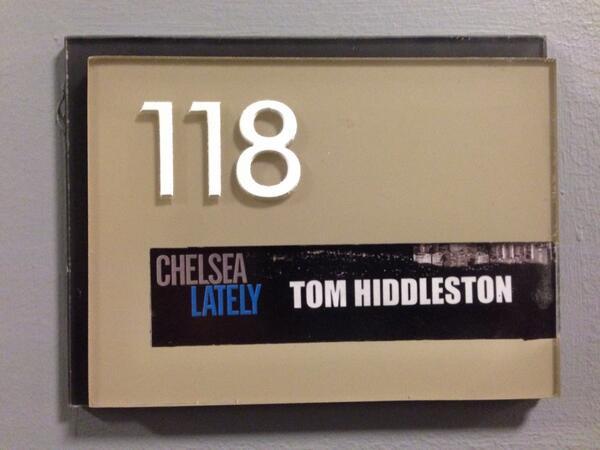 118
CHELSEA
LATELY
TOM HIDDLESTON